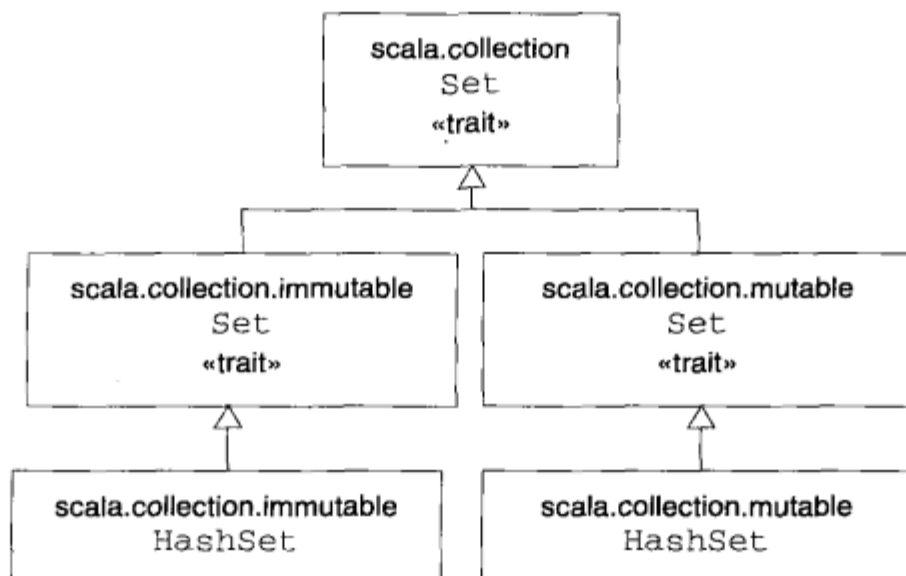 scala.collection
Set
«trait»
scala.collection.immutable
Set
«trait»
scala.collection.mutable
Set
«trait»
scala.collection.immutable
HashSet
scala.collection.mutable
HashSet